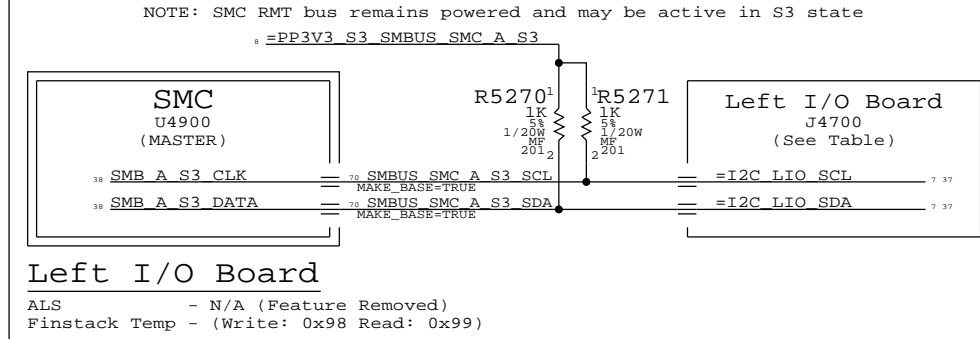 NOTE: SMC RMT bus remains powered and may be active in S3 state
8 =PP3V3_S3_SMBUS_SMC_A_S3
SMC
U4900
(MASTER)
R5270 1
1K
5%
1/20W
MF
201 2
1 R5271
1K
5%
1/20W
MF
2 201
Left I/O Board
J4700
(See Table)
38 SMB_A_S3_CLK
70 SMBUS_SMC_A_S3_SCL
MAKE_BASE=TRUE
=I2C_LIO_SCL 7 37
38 SMB_A_S3_DATA
70 SMBUS_SMC_A_S3_SDA
MAKE_BASE=TRUE
=I2C_LIO_SDA 7 37
Left I/O Board
ALS - N/A (Feature Removed)
Finstack Temp - (Write: 0x98 Read: 0x99)